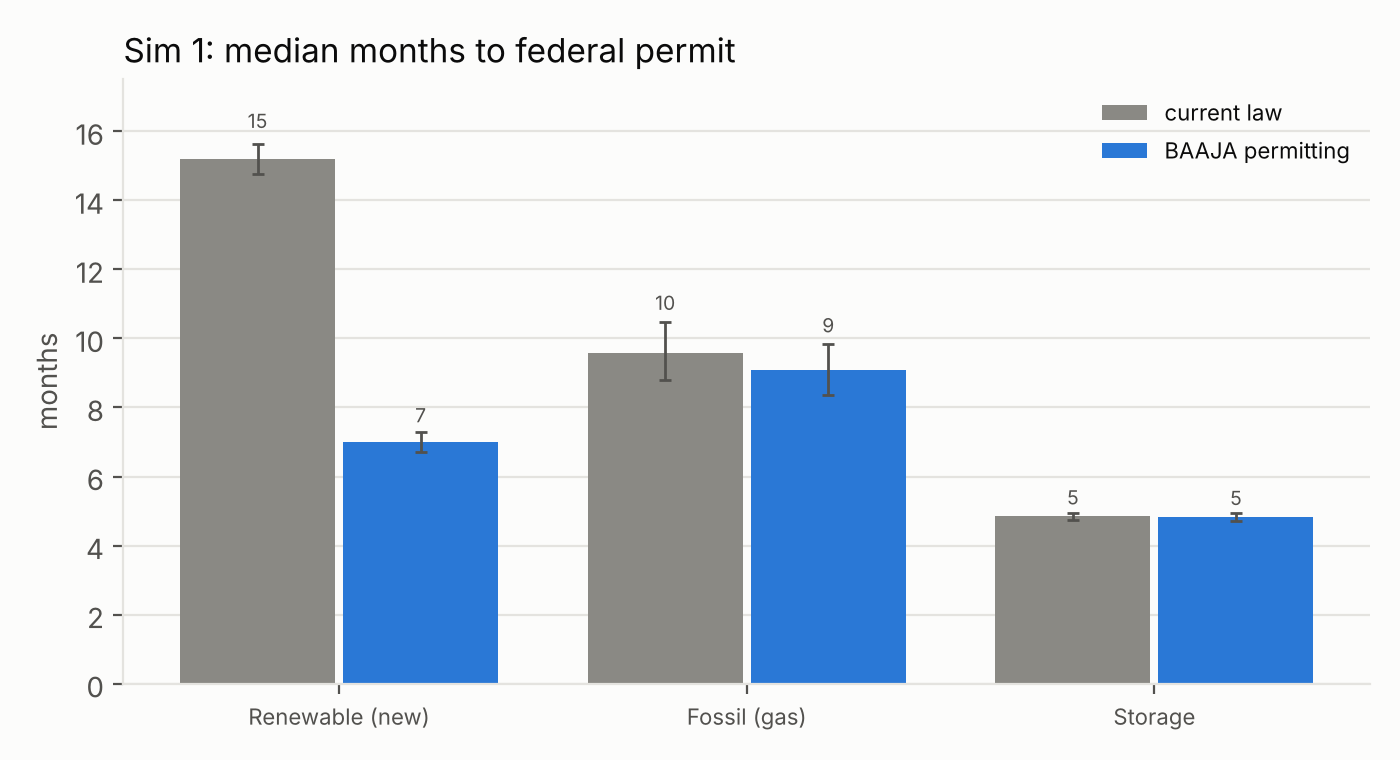 Sim 1: median months to federal permit
current law
BAAJA permitting
months
16
14
12
10
8
6
4
2
0
15
7
10
9
5
5
Renewable (new)
Fossil (gas)
Storage